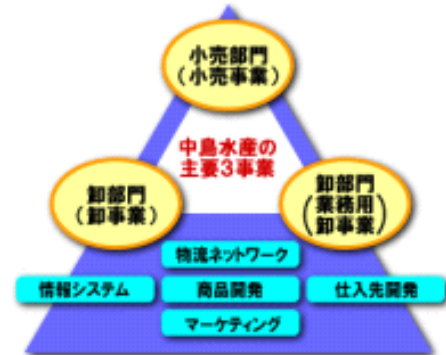 小売部門
(小売事業)
中島水産の
主要3事業
卸部門
(卸事業)
卸部門
(業務用
卸事業)
物流ネットワーク
情報システム
商品開発
仕入先開発
マーケティング